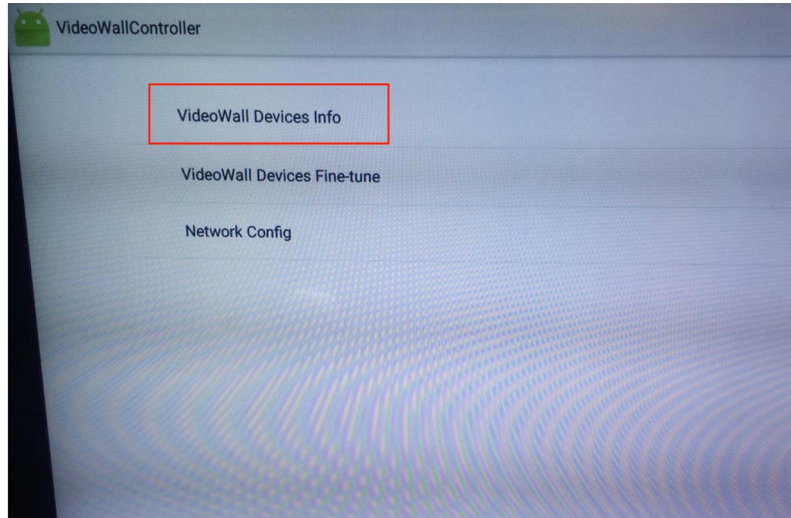 VideoWallController
VideoWall Devices Info
VideoWall Devices Fine-tune
Network Config